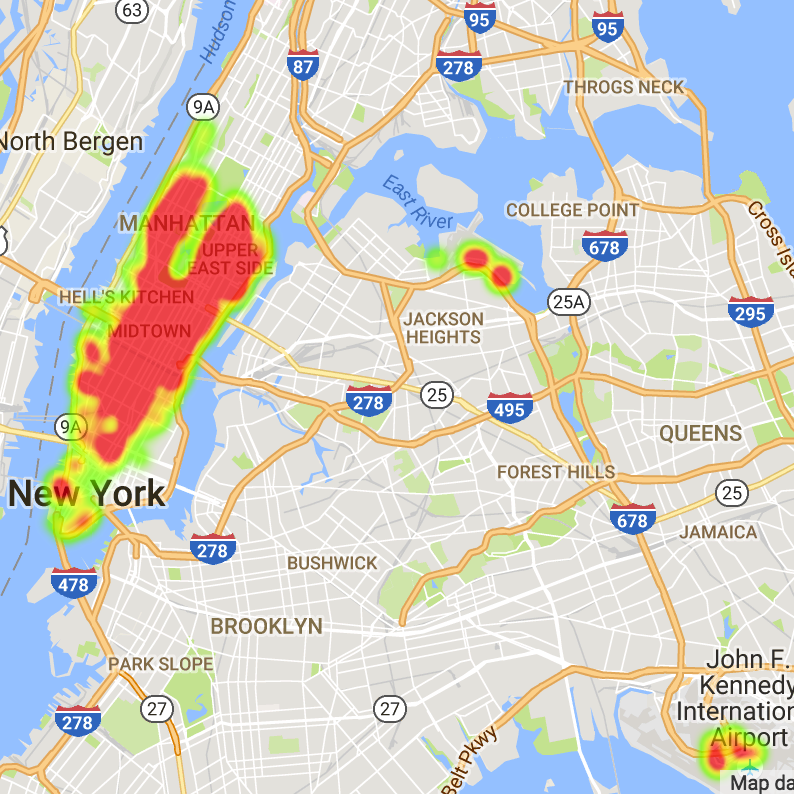 63
Hudson
95
95
87
278
THROGS NECK
9A
North Bergen
East River
COLLEGE POINT
Cross Isla
MANHATTAN
678
UPPER
EAST SIDE
HELL'S KITCHEN
25A
295
MIDTOWN
JACKSON
HEIGHTS
278
25
495
9A
QUEENS
FOREST HILLS
New York
25
678
JAMAICA
278
BUSHWICK
478
BROOKLYN
John F.
Kennedy
Internation
Airport
PARK SLOPE
27
27
278
Belt Pkwy
Map da